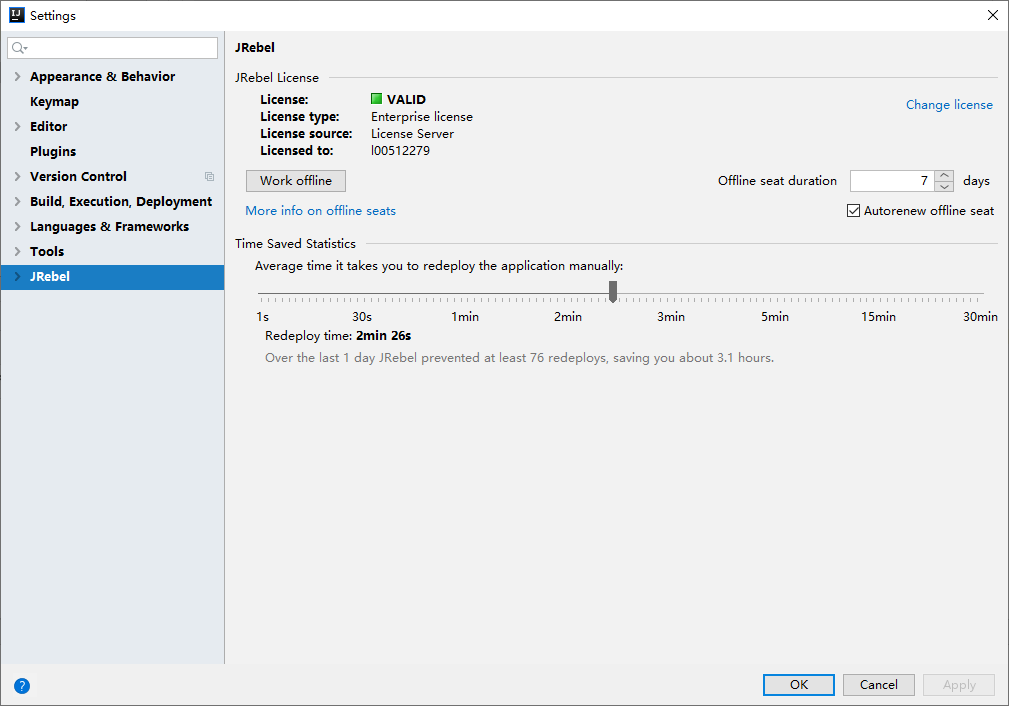 Settings
JRebel
Appearance & Behavior
Keymap
Editor
Plugins
Version Control
Build, Execution, Deployment
Languages & Frameworks
Tools
JRebel
JRebel License
License: VALID
Change license
License type: Enterprise license
License source: License Server
Licensed to: l00512279
Work offline
Offline seat duration 7 days
More info on offline seats
Autorenew offline seat
Time Saved Statistics
Average time it takes you to redeploy the application manually:
1s 30s 1min 2min 3min 5min 15min 30min
Redeploy time: 2min 26s
Over the last 1 day JRebel prevented at least 76 redeploys, saving you about 3.1 hours.
? OK Cancel Apply